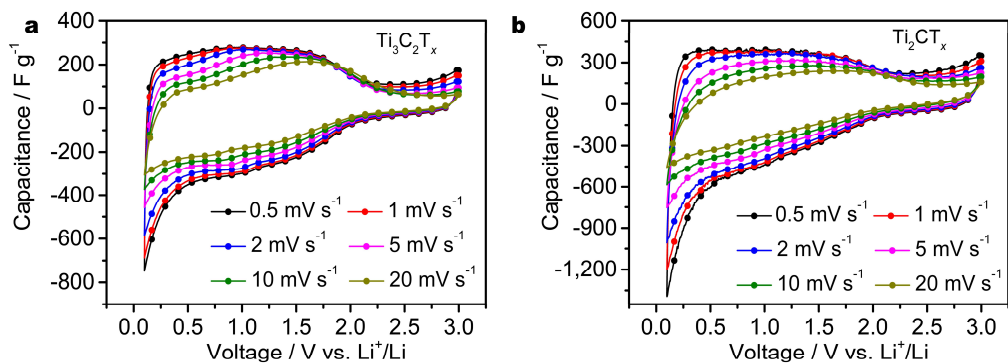 a
Ti3C2Tx
Capacitance / F g-1
400
200
0
-200
-400
-600
-800
0.5 mV s-1
1 mV s-1
2 mV s-1
5 mV s-1
10 mV s-1
20 mV s-1
0.0 0.5 1.0 1.5 2.0 2.5 3.0
Voltage / V vs. Li+/Li
b
Ti2CTx
Capacitance / F g-1
600
300
0
-300
-600
-900
-1,200
0.5 mV s-1
1 mV s-1
2 mV s-1
5 mV s-1
10 mV s-1
20 mV s-1
0.0 0.5 1.0 1.5 2.0 2.5 3.0
Voltage / V vs. Li+/Li